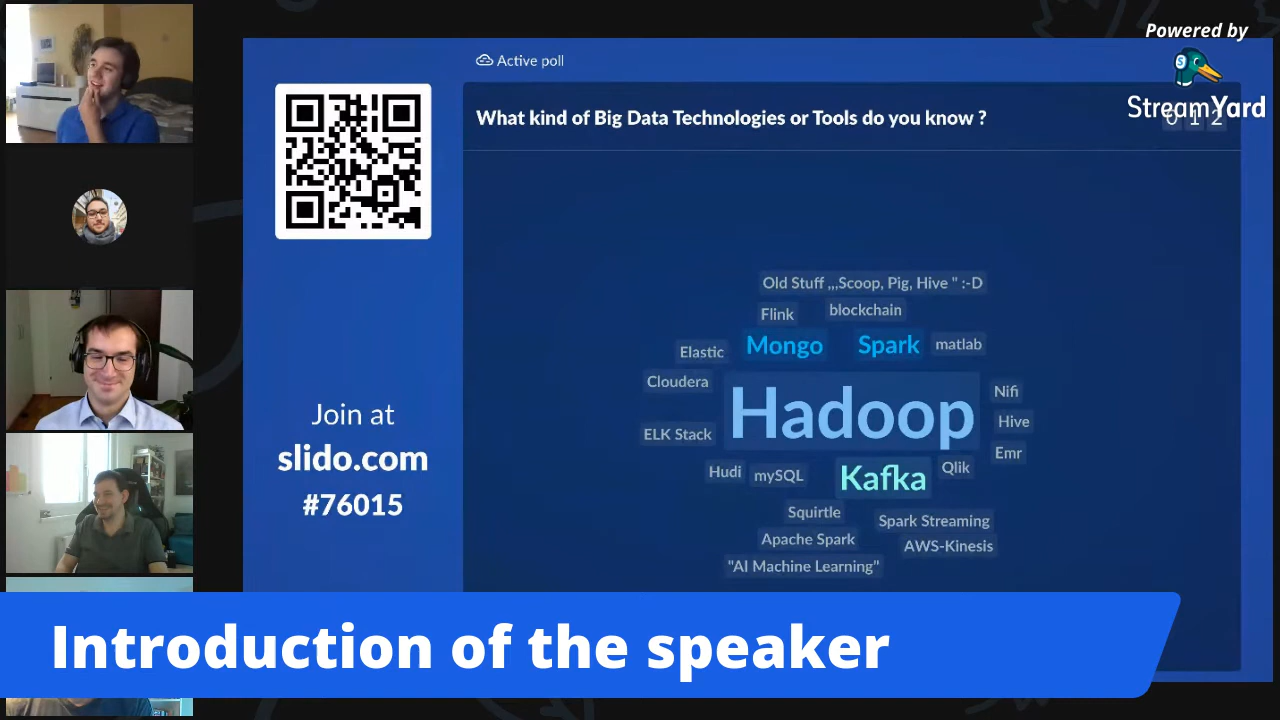 Powered by
StreamYard
Active poll
What kind of Big Data Technologies or Tools do you know ?
0 1 2
Join at
slido.com
#76015
Old Stuff ,,,Scoop, Pig, Hive " :-D
Flink
blockchain
Elastic
Mongo
Spark
matlab
Cloudera
Hadoop
Nifi
Hive
ELK Stack
Emr
Hudi
mySQL
Kafka
Qlik
Squirtle
Spark Streaming
Apache Spark
AWS-Kinesis
"AI Machine Learning"
Introduction of the speaker